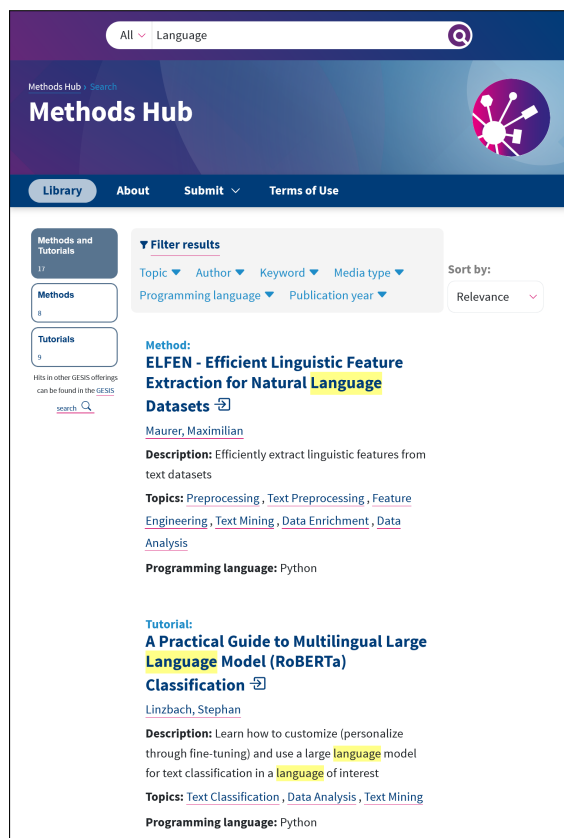 All Language
Methods Hub › Search
Methods Hub
Library About Submit Terms of Use
Methods and
Tutorials
17
Methods
8
Tutorials
9
Hits in other GESIS offerings
can be found in the GESIS
search
Filter results
Topic Author Keyword Media type
Programming language Publication year
Sort by:
Relevance
Method:
ELFEN - Efficient Linguistic Feature
Extraction for Natural Language
Datasets
Maurer, Maximilian
Description: Efficiently extract linguistic features from
text datasets
Topics: Preprocessing , Text Preprocessing , Feature
Engineering , Text Mining , Data Enrichment , Data
Analysis
Programming language: Python
Tutorial:
A Practical Guide to Multilingual Large
Language Model (RoBERTa)
Classification
Linzbach, Stephan
Description: Learn how to customize (personalize
through fine-tuning) and use a large language model
for text classification in a language of interest
Topics: Text Classification , Data Analysis , Text Mining
Programming language: Python